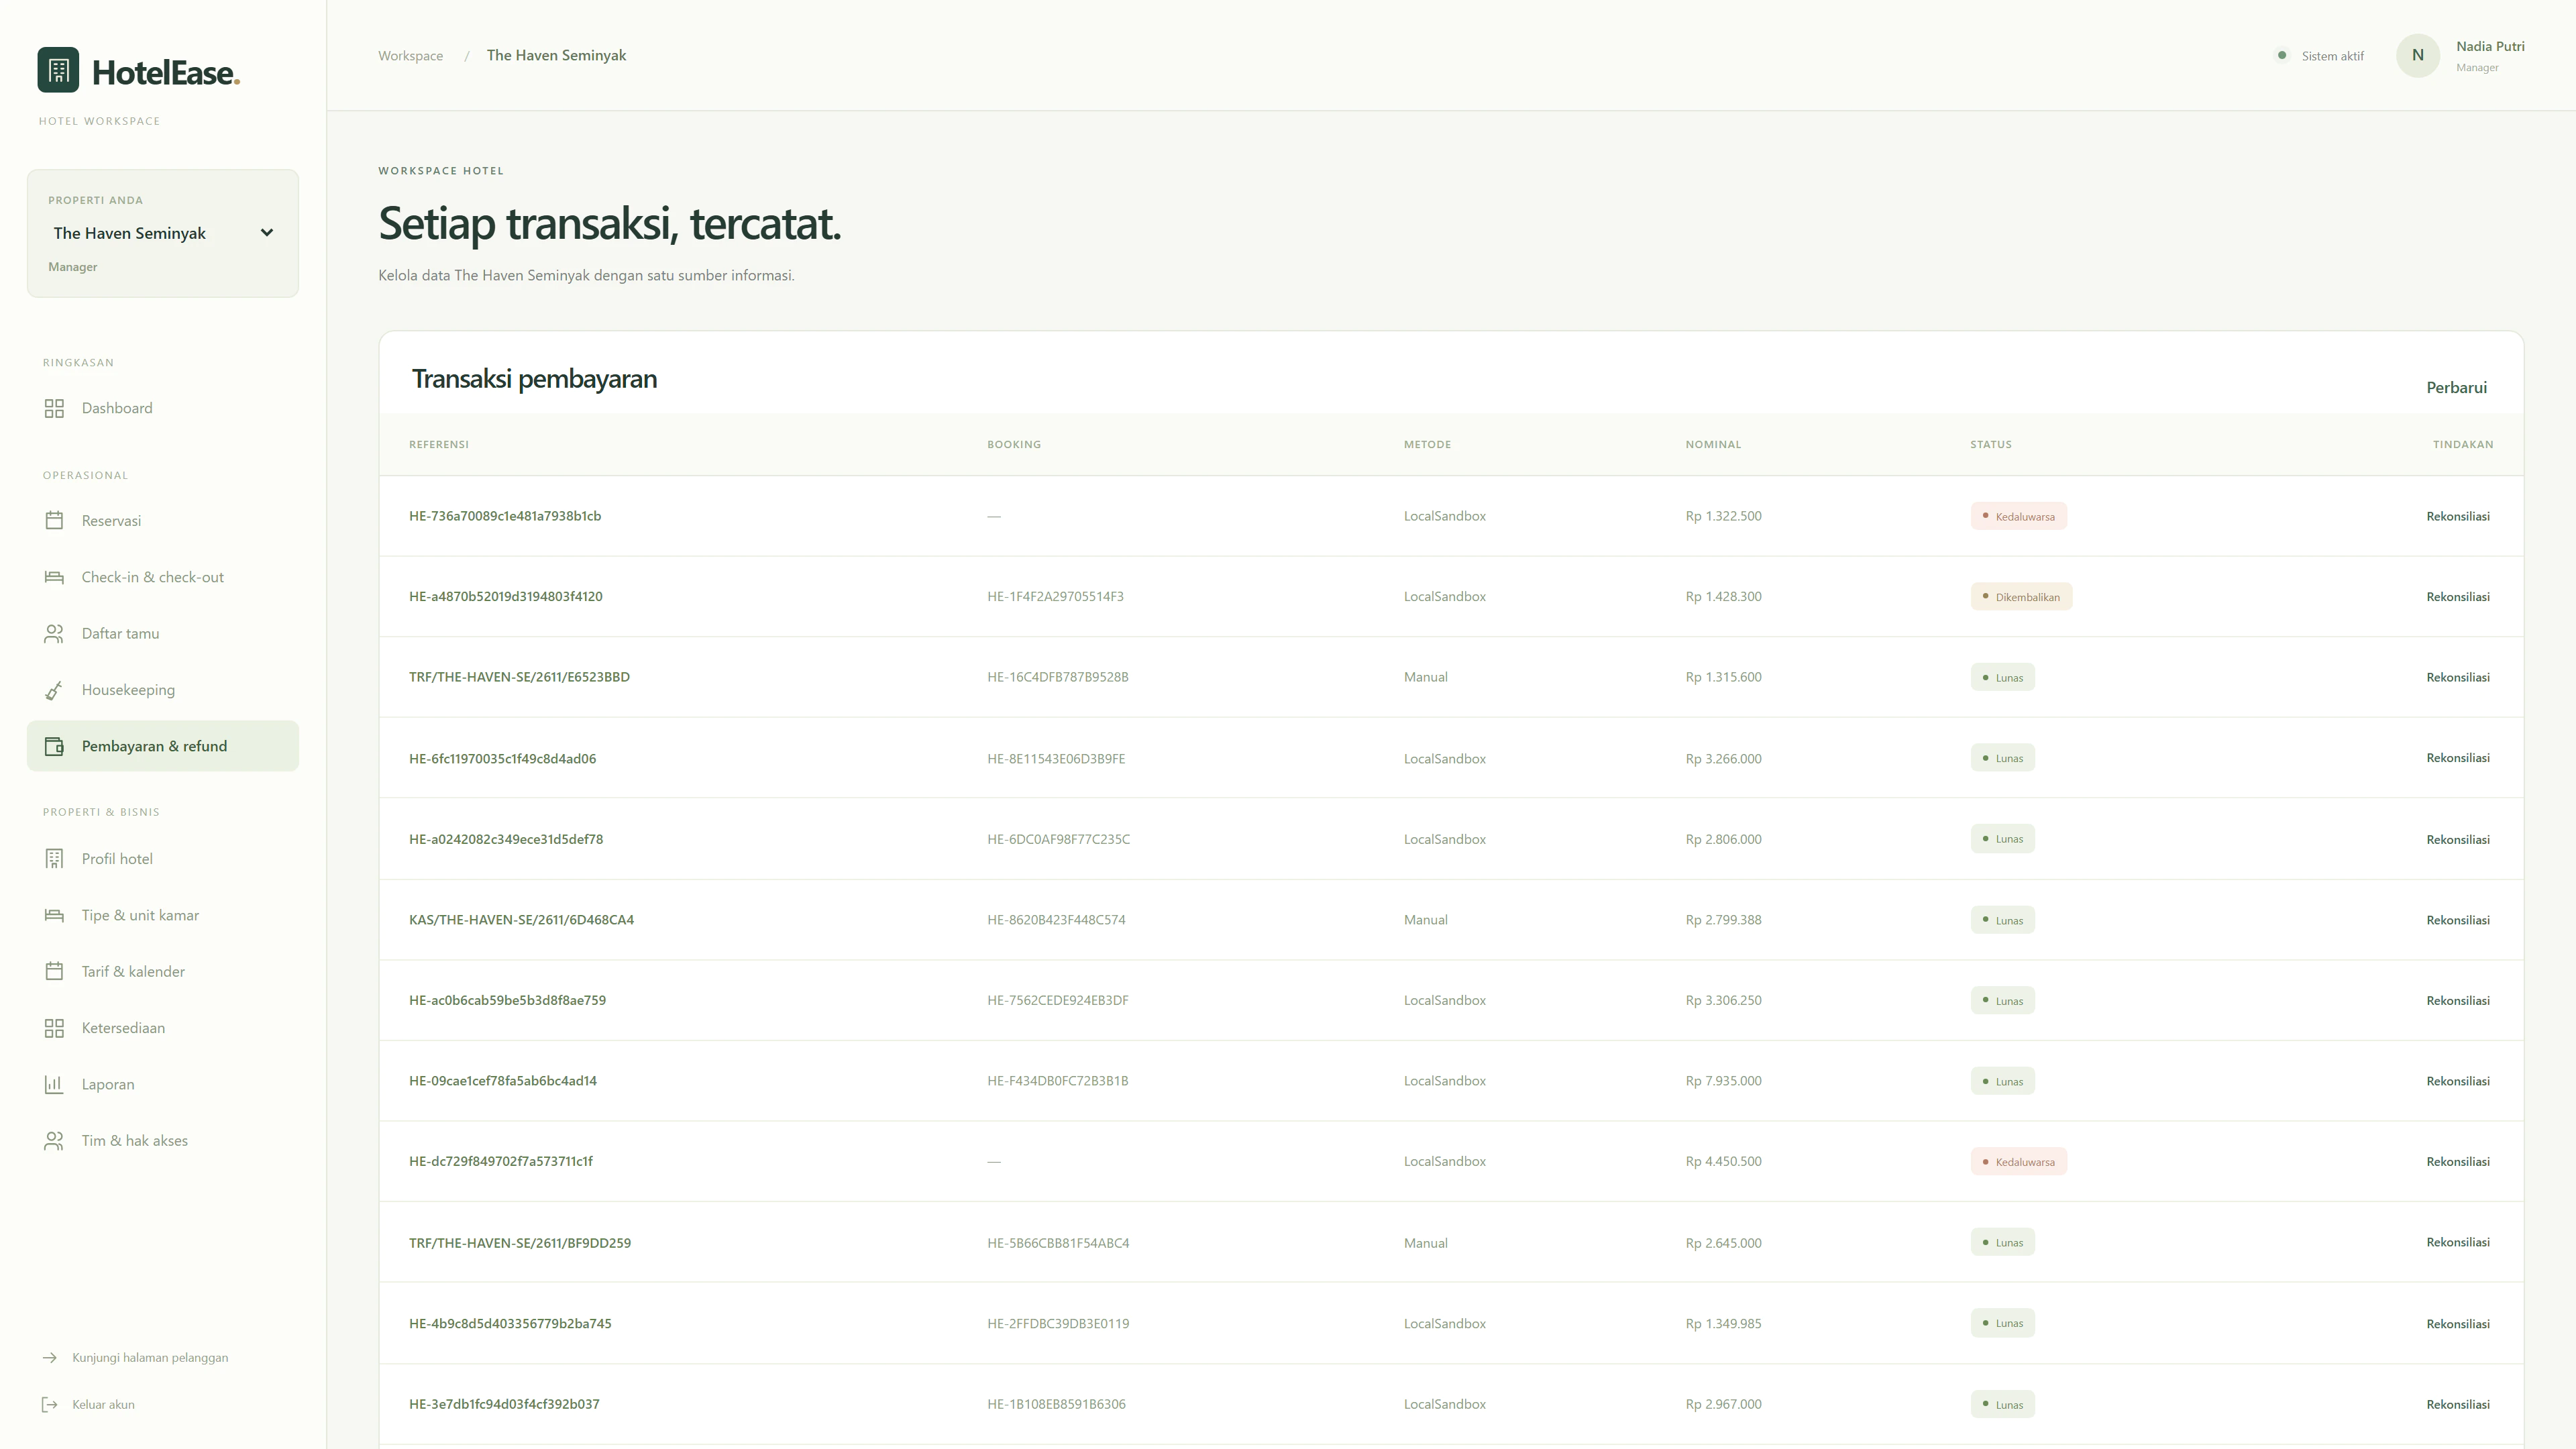 HotelEase.
HOTEL WORKSPACE
PROPERTI ANDA
The Haven Seminyak
Manager
RINGKASAN
Dashboard
OPERASIONAL
Reservasi
Check-in & check-out
Daftar tamu
Housekeeping
Pembayaran & refund
PROPERTI & BISNIS
Profil hotel
Tipe & unit kamar
Tarif & kalender
Ketersediaan
Laporan
Tim & hak akses
Kunjungi halaman pelanggan
Keluar akun
Workspace / The Haven Seminyak
Sistem aktif
N
Nadia Putri
Manager
WORKSPACE HOTEL
Setiap transaksi, tercatat.
Kelola data The Haven Seminyak dengan satu sumber informasi.
Transaksi pembayaran
Perbarui
REFERENSI BOOKING METODE NOMINAL STATUS TINDAKAN
HE-736a70089c1e481a7938b1cb — LocalSandbox Rp 1.322.500 Kedaluwarsa Rekonsiliasi
HE-a4870b52019d3194803f4120 HE-1F4F2A29705514F3 LocalSandbox Rp 1.428.300 Dikembalikan Rekonsiliasi
TRF/THE-HAVEN-SE/2611/E6523BBD HE-16C4DFB787B9528B Manual Rp 1.315.600 Lunas Rekonsiliasi
HE-6fc11970035c1f49c8d4ad06 HE-8E11543E06D3B9FE LocalSandbox Rp 3.266.000 Lunas Rekonsiliasi
HE-a0242082c349ece31d5def78 HE-6DC0AF98F77C235C LocalSandbox Rp 2.806.000 Lunas Rekonsiliasi
KAS/THE-HAVEN-SE/2611/6D468CA4 HE-8620B423F448C574 Manual Rp 2.799.388 Lunas Rekonsiliasi
HE-ac0b6cab59be5b3d8f8ae759 HE-7562CEDE924EB3DF LocalSandbox Rp 3.306.250 Lunas Rekonsiliasi
HE-09cae1cef78fa5ab6bc4ad14 HE-F434DB0FC72B3B1B LocalSandbox Rp 7.935.000 Lunas Rekonsiliasi
HE-dc729f849702f7a573711c1f — LocalSandbox Rp 4.450.500 Kedaluwarsa Rekonsiliasi
TRF/THE-HAVEN-SE/2611/BF9DD259 HE-5B66CBB81F54ABC4 Manual Rp 2.645.000 Lunas Rekonsiliasi
HE-4b9c8d5d403356779b2ba745 HE-2FFDBC39DB3E0119 LocalSandbox Rp 1.349.985 Lunas Rekonsiliasi
HE-3e7db1fc94d03f4cf392b037 HE-1B108EB8591B6306 LocalSandbox Rp 2.967.000 Lunas Rekonsiliasi